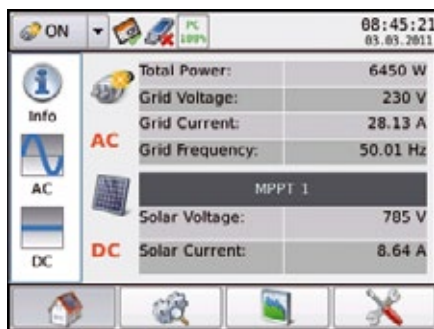 ON
PC
100%
08:45:21
03.03.2011
Info
AC
DC
AC
Total Power: 6450 W
Grid Voltage: 230 V
Grid Current: 28.13 A
Grid Frequency: 50.01 Hz
MPPT 1
DC
Solar Voltage: 785 V
Solar Current: 8.64 A